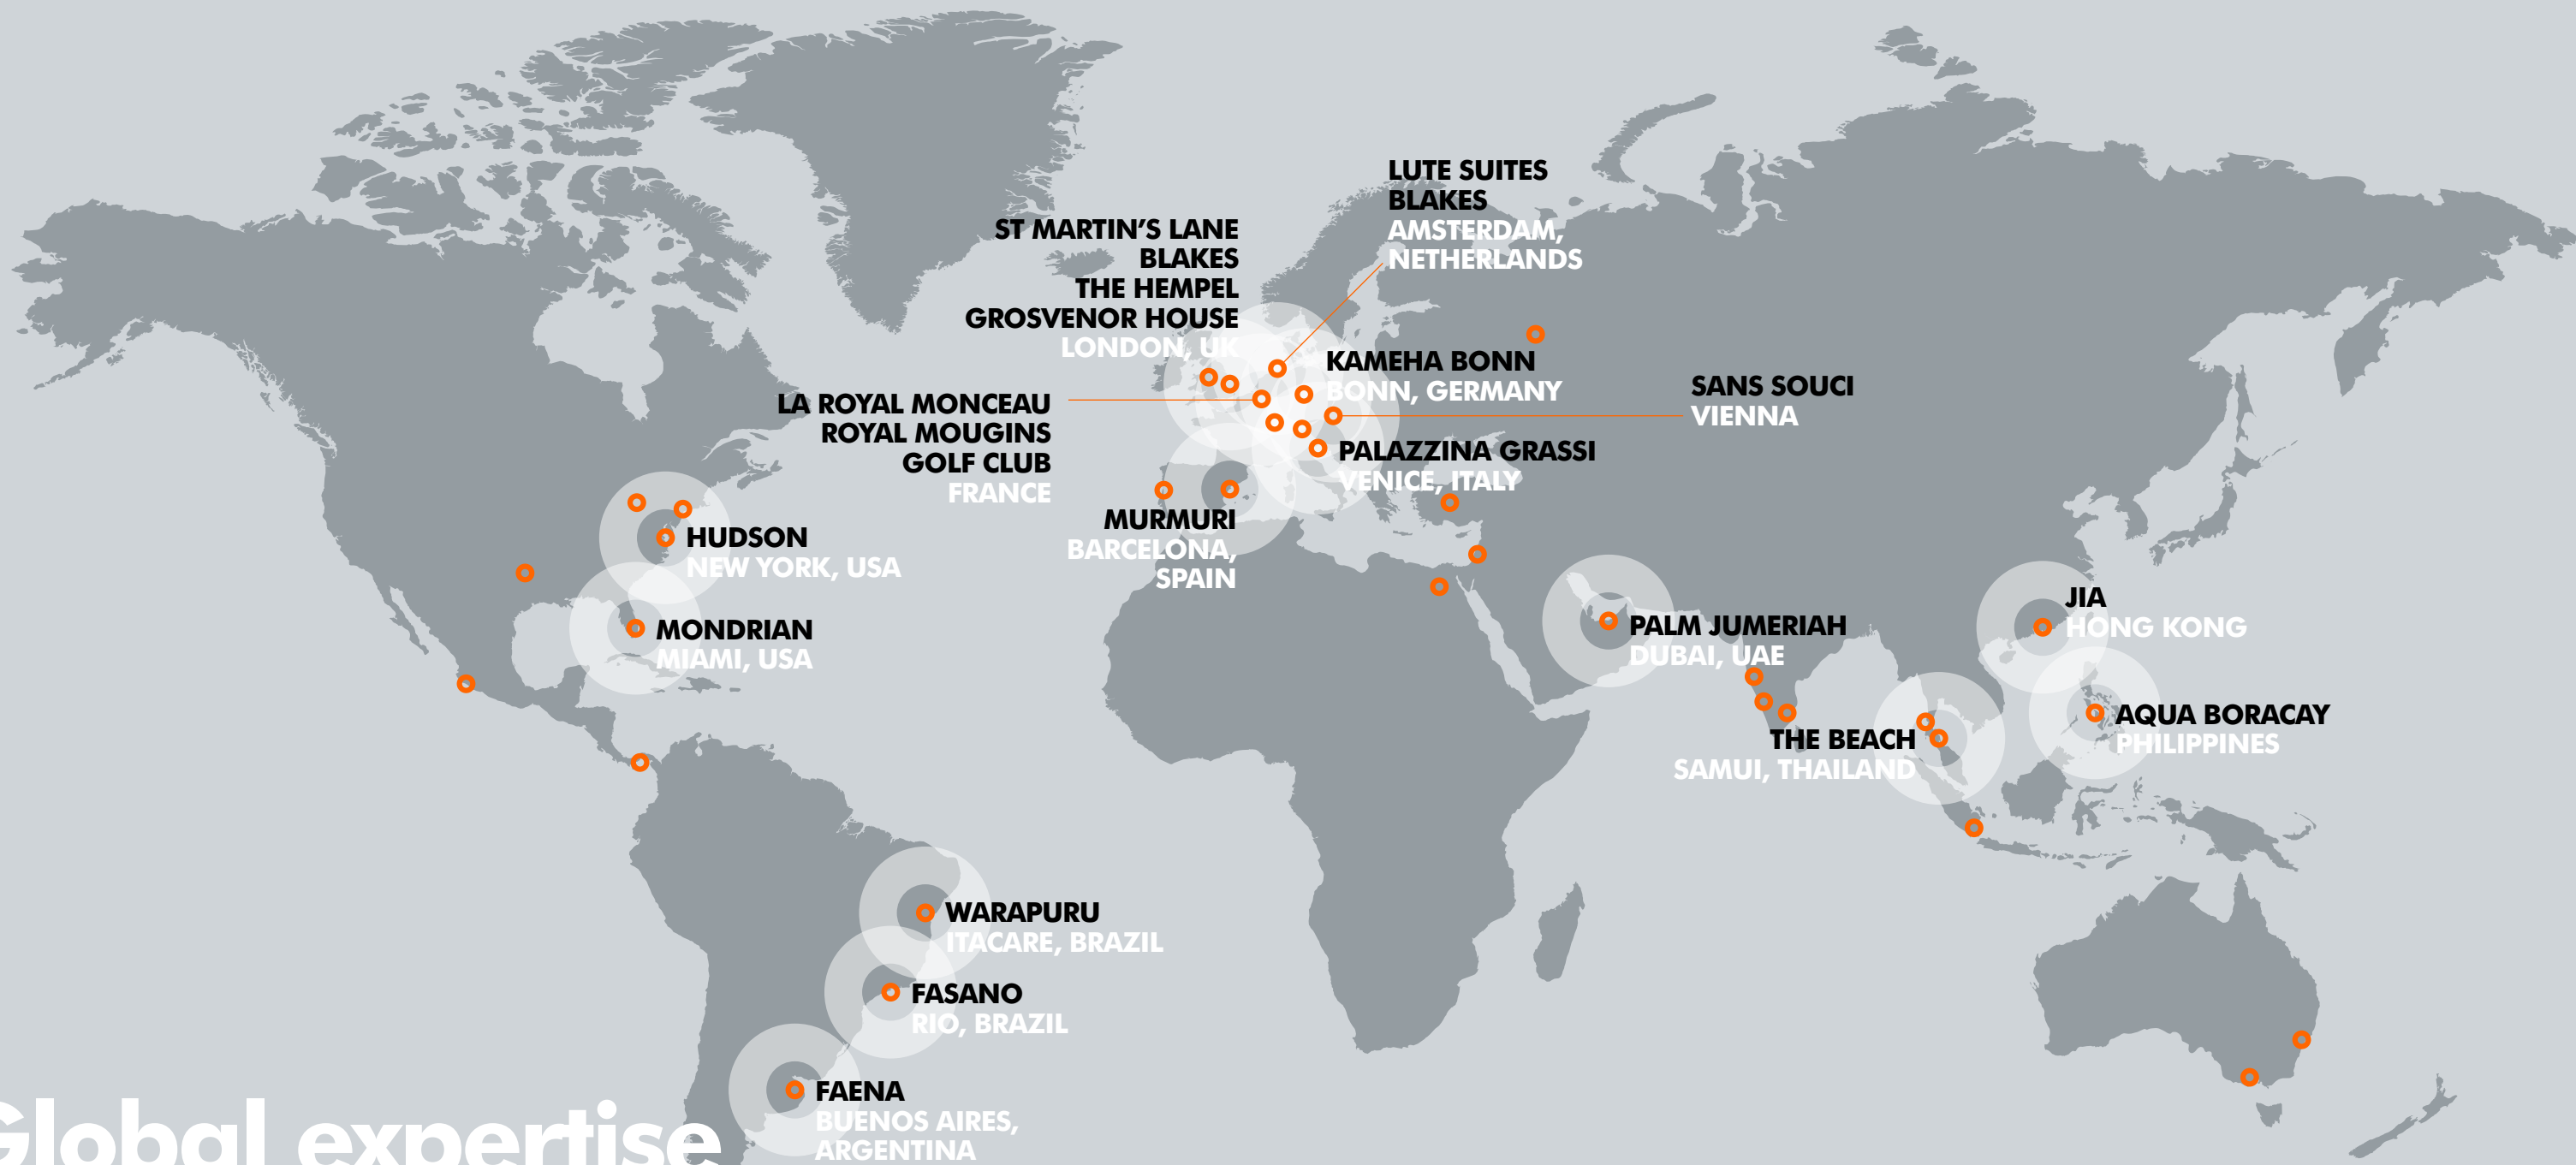 LUTE SUITES
BLAKES
AMSTERDAM,
NETHERLANDS
ST MARTIN’S LANE
BLAKES
THE HEMPEL
GROSVENOR HOUSE
LONDON, UK
KAMEHA BONN
BONN, GERMANY
SANS SOUCI
VIENNA
LA ROYAL MONCEAU
ROYAL MOUGINS
GOLF CLUB
FRANCE
PALAZZINA GRASSI
VENICE, ITALY
MURMURI
BARCELONA,
SPAIN
HUDSON
NEW YORK, USA
MONDRIAN
MIAMI, USA
PALM JUMERIAH
DUBAI, UAE
JIA
HONG KONG
AQUA BORACAY
PHILIPPINES
THE BEACH
SAMUI, THAILAND
WARAPURU
ITACARE, BRAZIL
FASANO
RIO, BRAZIL
FAENA
BUENOS AIRES,
ARGENTINA
Global expertise